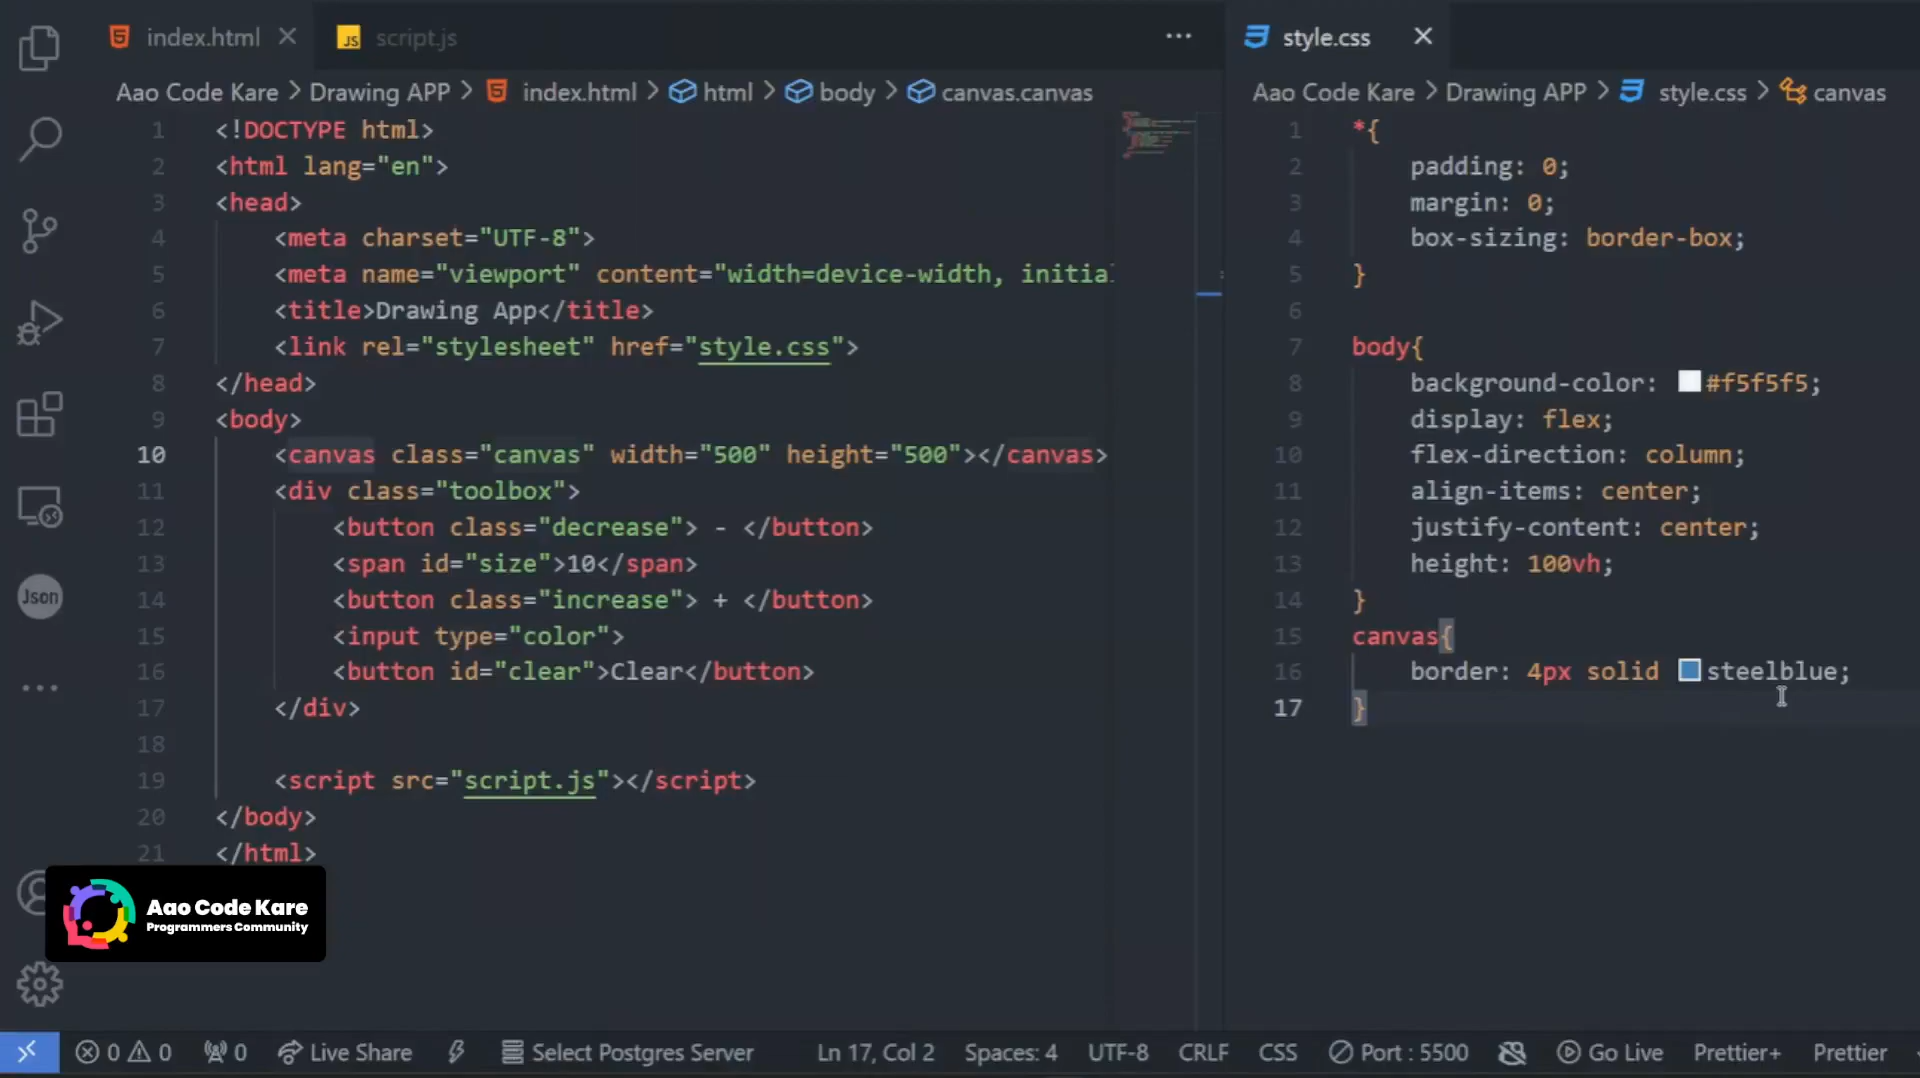 index.html
script.js
Aao Code Kare > Drawing APP > index.html > html > body > canvas.canvas
1 <!DOCTYPE html>
2 <html lang="en">
3 <head>
4 <meta charset="UTF-8">
5 <meta name="viewport" content="width=device-width, initial
6 <title>Drawing App</title>
7 <link rel="stylesheet" href="style.css">
8 </head>
9 <body>
10 <canvas class="canvas" width="500" height="500"></canvas>
11 <div class="toolbox">
12 <button class="decrease"> - </button>
13 <span id="size">10</span>
14 <button class="increase"> + </button>
15 <input type="color">
16 <button id="clear">Clear</button>
17 </div>
18
19 <script src="script.js"></script>
20 </body>
21 </html>
style.css
Aao Code Kare > Drawing APP > style.css > canvas
1 *{
2 padding: 0;
3 margin: 0;
4 box-sizing: border-box;
5 }
6
7 body{
8 background-color: #f5f5f5;
9 display: flex;
10 flex-direction: column;
11 align-items: center;
12 justify-content: center;
13 height: 100vh;
14 }
15 canvas{
16 border: 4px solid steelblue;
17 }
Json
Aao Code Kare
Programmers Community
0 0 0 Live Share Select Postgres Server Ln 17, Col 2 Spaces: 4 UTF-8 CRLF CSS Port : 5500 Go Live Prettier+ Prettier